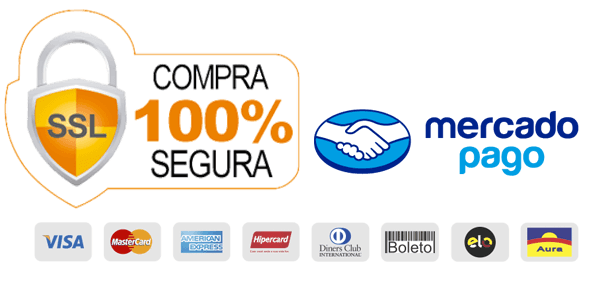 SSL
COMPRA
100%
SEGURA
mercado
pago
VISA
MasterCard
AMERICAN
EXPRESS
Hipercard
Diners Club
INTERNATIONAL
Boleto
elo
Aura